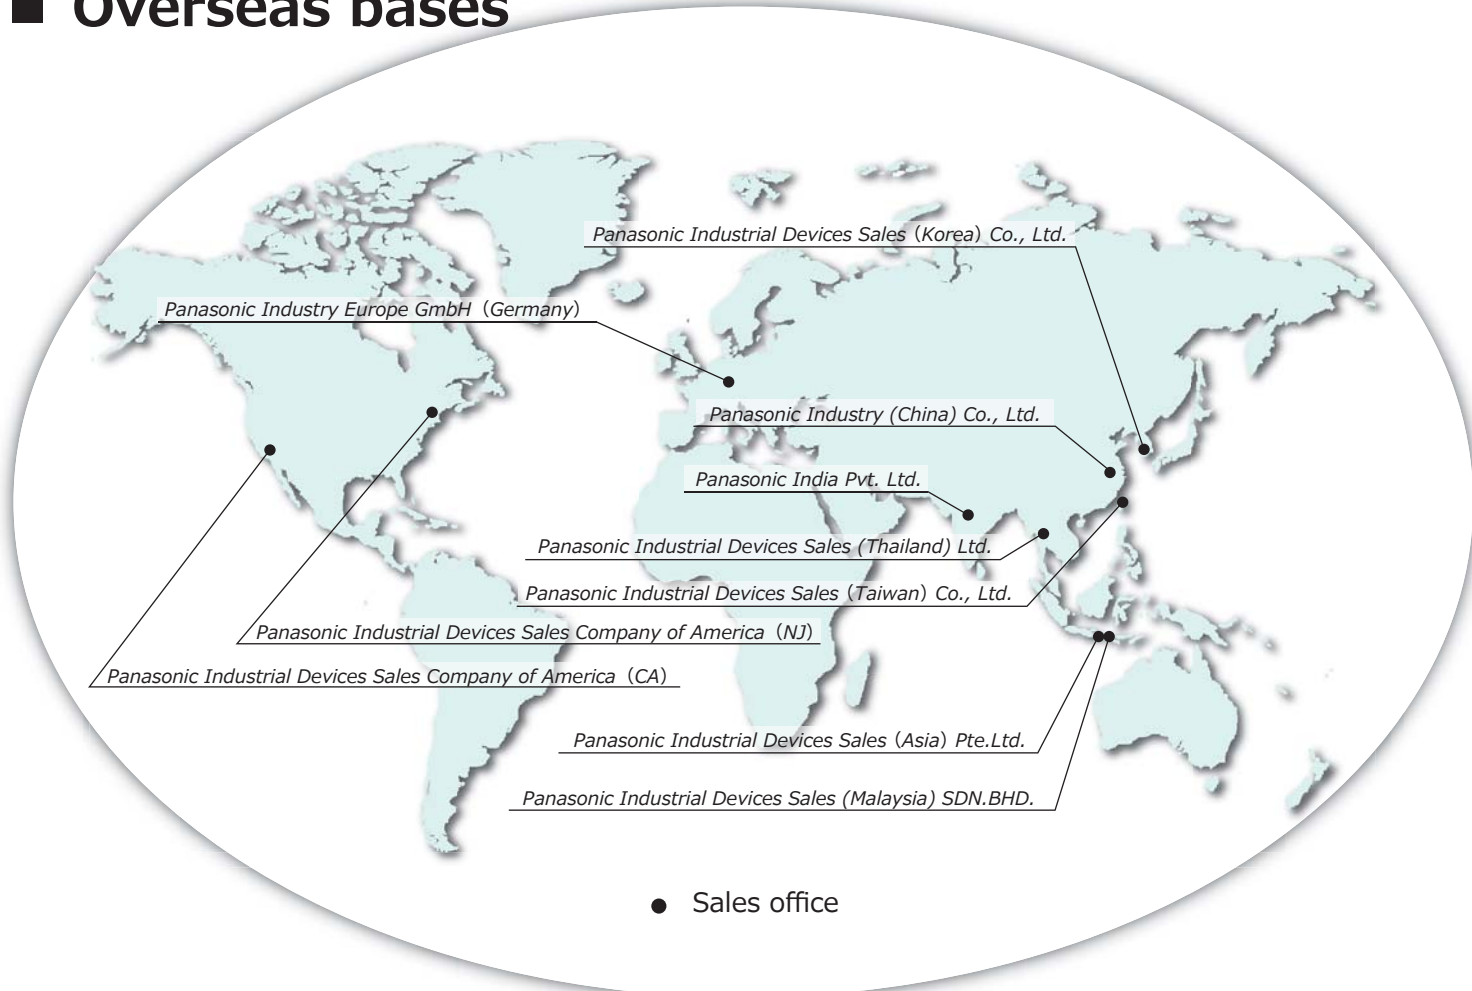 ■ Overseas bases
Panasonic Industrial Devices Sales（Korea）Co., Ltd.
Panasonic Industry Europe GmbH（Germany）
Panasonic Industry (China) Co., Ltd.
Panasonic India Pvt. Ltd.
Panasonic Industrial Devices Sales (Thailand) Ltd.
Panasonic Industrial Devices Sales（Taiwan）Co., Ltd.
Panasonic Industrial Devices Sales Company of America（NJ）
Panasonic Industrial Devices Sales Company of America（CA）
Panasonic Industrial Devices Sales（Asia）Pte.Ltd.
Panasonic Industrial Devices Sales (Malaysia) SDN.BHD.
● Sales office